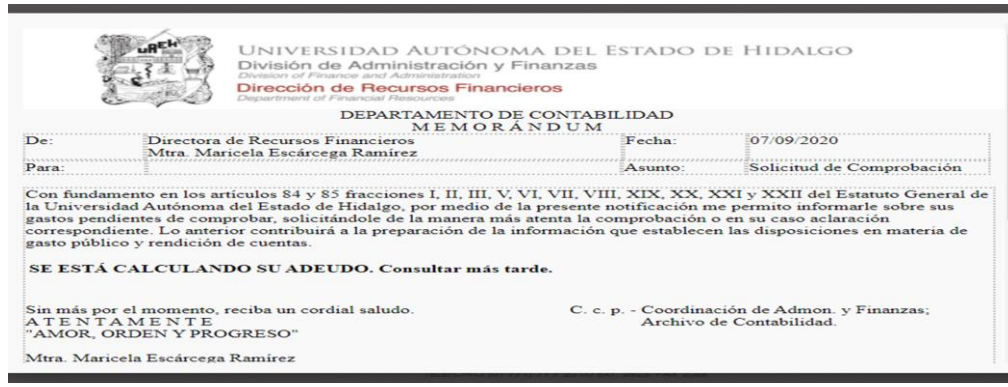 UAEH
UNIVERSIDAD AUTÓNOMA DEL ESTADO DE HIDALGO
División de Administración y Finanzas
Division of Finance and Administration
Dirección de Recursos Financieros
Department of Financial Resources
DEPARTAMENTO DE CONTABILIDAD
M E M O R Á N D U M
De: Directora de Recursos Financieros Fecha: 07/09/2020
Mtra. Maricela Escárcega Ramírez
Para: Asunto: Solicitud de Comprobación
Con fundamento en los artículos 84 y 85 fracciones I, II, III, V, VI, VII, VIII, XIX, XX, XXI y XXII del Estatuto General de
la Universidad Autónoma del Estado de Hidalgo, por medio de la presente notificación me permito informarle sobre sus
gastos pendientes de comprobar, solicitándole de la manera más atenta la comprobación o en su caso aclaración
correspondiente. Lo anterior contribuirá a la preparación de la información que establecen las disposiciones en materia de
gasto público y rendición de cuentas.
SE ESTÁ CALCULANDO SU ADEUDO. Consultar más tarde.
Sin más por el momento, reciba un cordial saludo. C. c. p. - Coordinación de Admon. y Finanzas;
A T E N T A M E N T E Archivo de Contabilidad.
"AMOR, ORDEN Y PROGRESO"
Mtra. Maricela Escárcega Ramírez